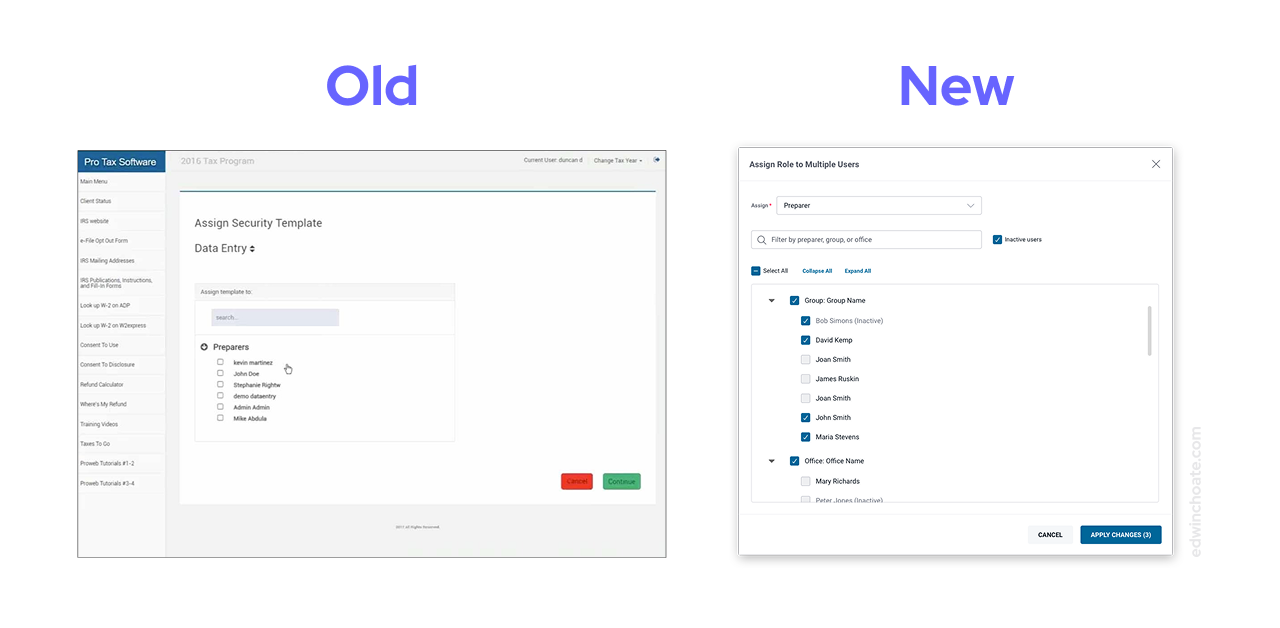 Old
New
Pro Tax Software
2016 Tax Program
Current User: duncan d
Change Tax Year
Main Menu
Client Status
IRS website
e-File Opt Out Form
IRS Mailing Addresses
IRS Publications, Instructions,
and Fill-In Forms
Look up W-2 on ADP
Look up W-2 on W2express
Consent To Use
Consent To Disclosure
Refund Calculator
Where's My Refund
Training Videos
Taxes To Go
Proweb Tutorials #1-2
Proweb Tutorials #3-4
Assign Security Template
Data Entry
Assign template to:
search..
Preparers
kevin martinez
John Doe
Stephanie Rightw
demo dataentry
Admin Admin
Mike Abdula
Cancel
Continue
All Rights Reserved
Assign Role to Multiple Users
Assign*
Preparer
Filter by preparer, group, or office
Inactive users
Select All
Collapse All
Expand All
Group: Group Name
Bob Simons (Inactive)
David Kemp
Joan Smith
James Ruskin
Joan Smith
John Smith
Maria Stevens
Office: Office Name
Mary Richards
Peter Jones (Inactive)
CANCEL
APPLY CHANGES (3)
edwinchoate.com